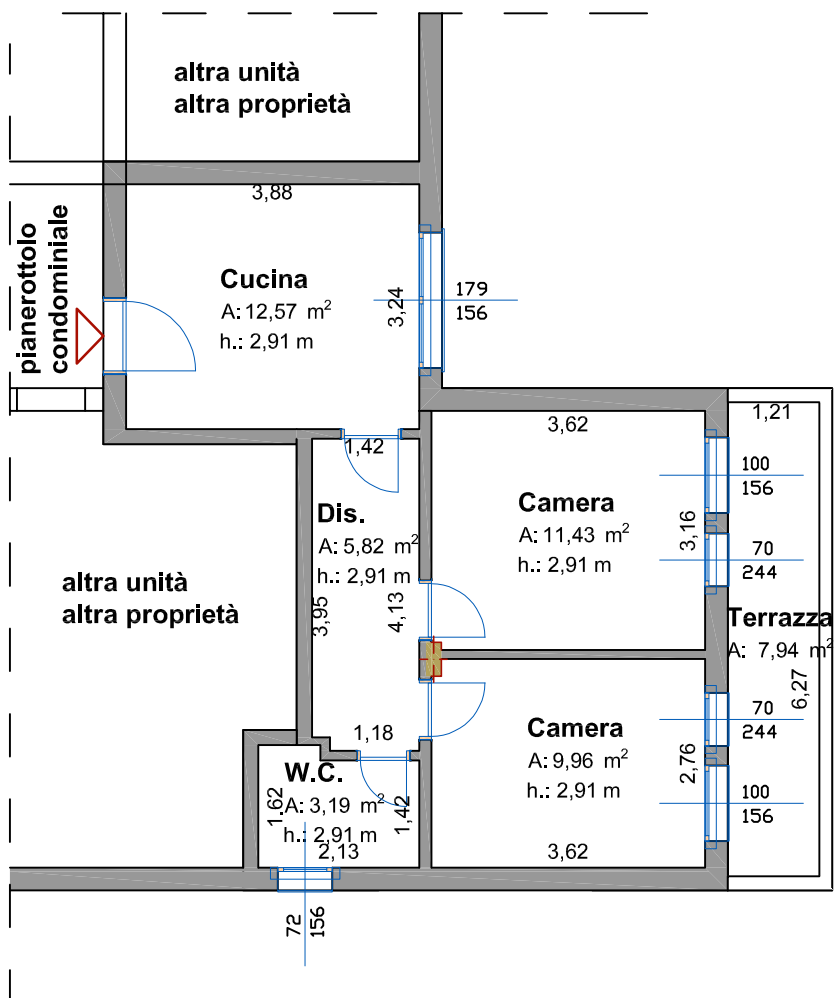 altra unità
altra proprietà
3,88
pianerottolo
condominiale
Cucina
A: 12,57 m²
h.: 2,91 m
3,24
179
156
1,42
3,62
1,21
100
156
Dis.
A: 5,82 m²
h.: 2,91 m
Camera
A: 11,43 m²
h.: 2,91 m
3,16
70
244
altra unità
altra proprietà
3,95
4,13
Terrazza
A: 7,94 m²
6,27
1,18
Camera
A: 9,96 m²
h.: 2,91 m
2,76
70
244
W.C.
A: 3,19 m²
h.: 2,91 m
1,62
1,42
2,13
3,62
100
156
72
156